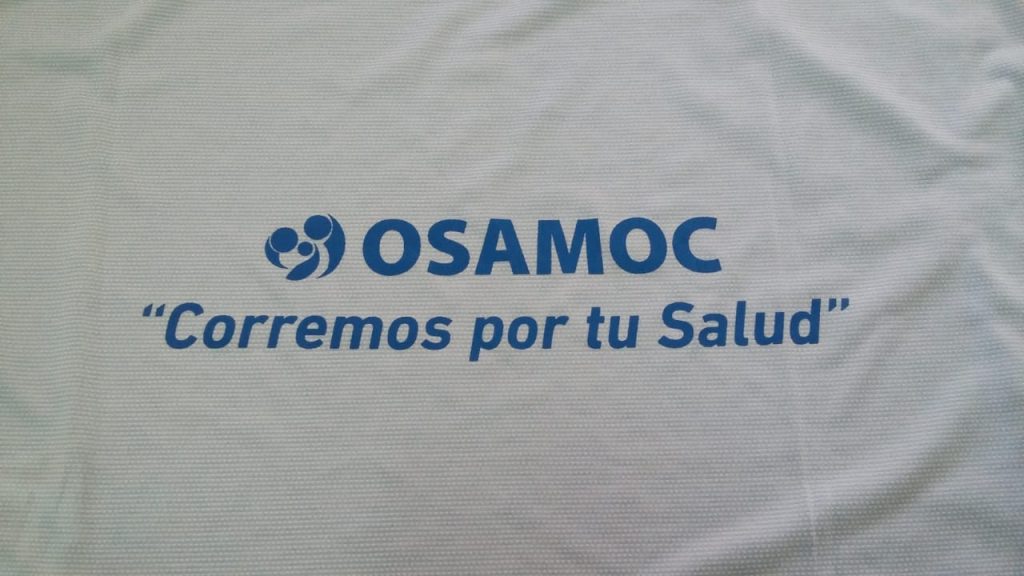 OSAMOC
“Corremos por tu Salud”